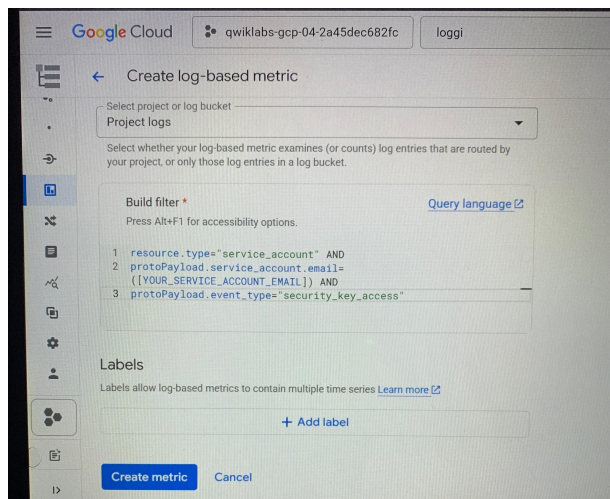 Google Cloud
qwiklabs-gcp-04-2a45dec682fc
loggi
Create log-based metric
Select project or log bucket
Project logs
Select whether your log-based metric examines (or counts) log entries that are routed by
your project, or only those log entries in a log bucket.
Build filter *
Query language
Press Alt+F1 for accessibility options.
1 resource.type="service_account" AND
2 protoPayload.service_account.email=
([YOUR_SERVICE_ACCOUNT_EMAIL]) AND
3 protoPayload.event_type="security_key_access"
Labels
Labels allow log-based metrics to contain multiple time series Learn more
+ Add label
Create metric
Cancel